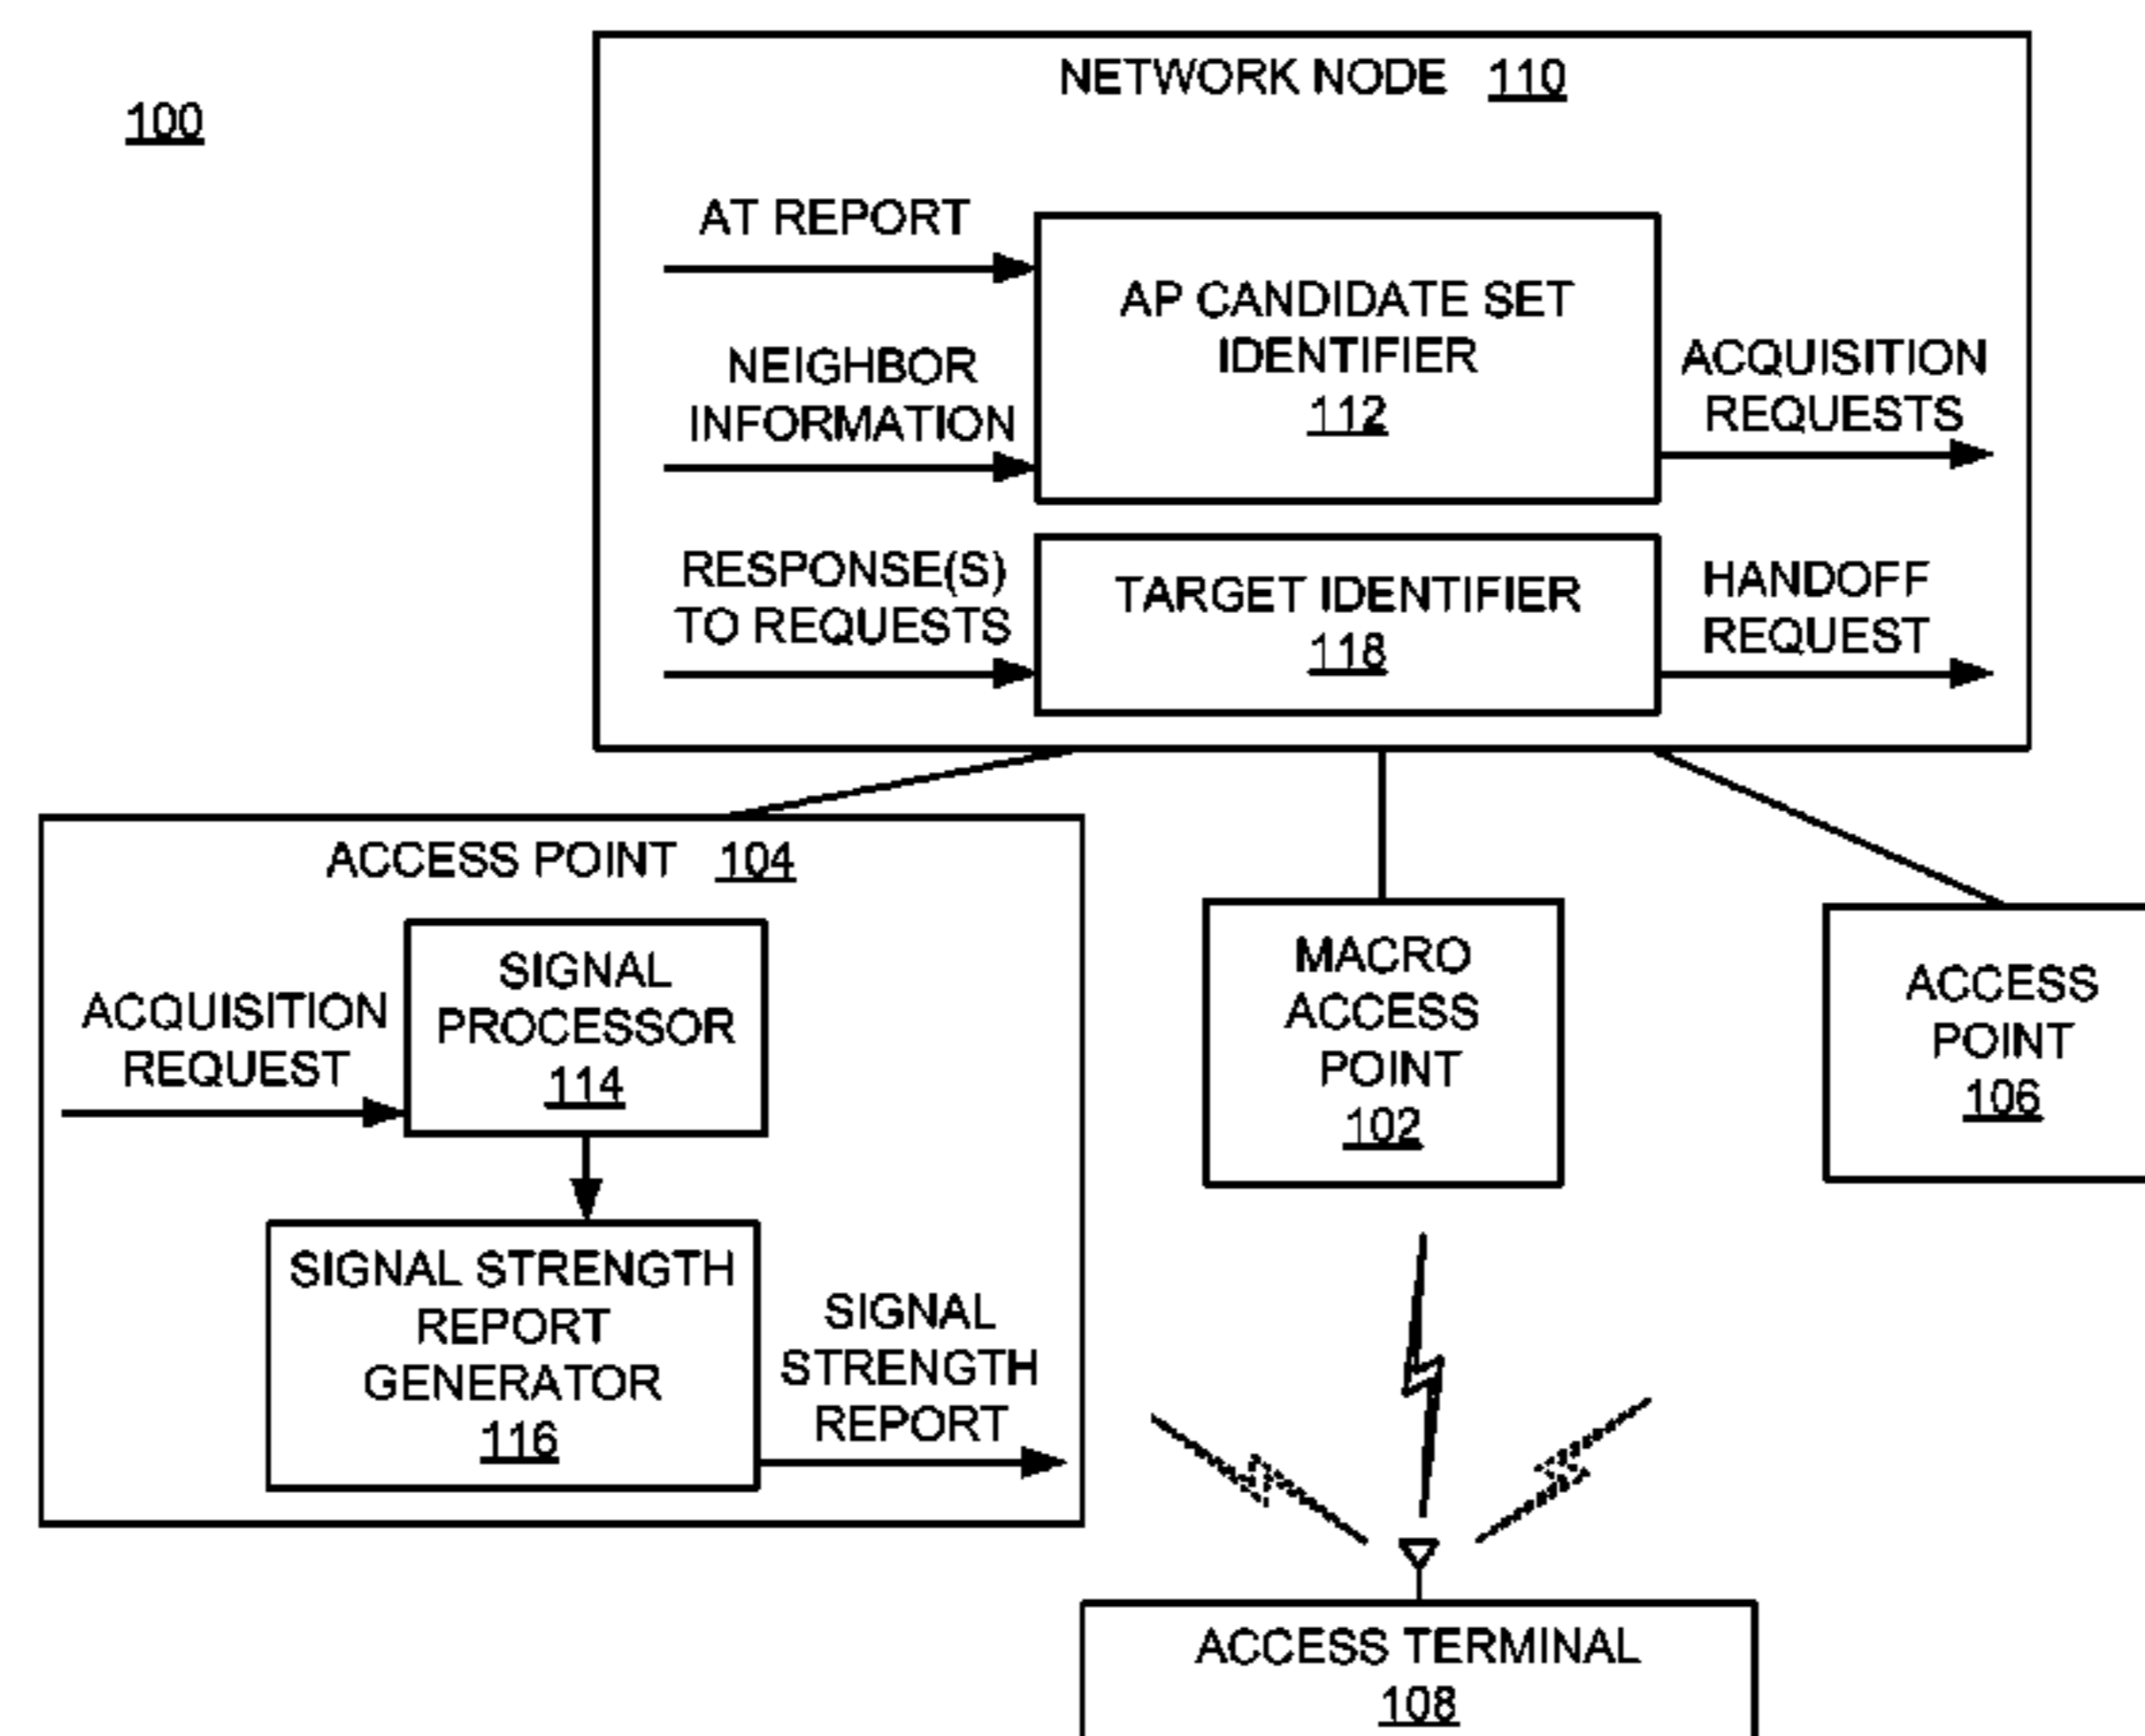 100
NETWORK NODE 110
AT REPORT
NEIGHBOR
INFORMATION
AP CANDIDATE SET
IDENTIFIER
112
ACQUISITION
REQUESTS
RESPONSE(S)
TO REQUESTS
TARGET IDENTIFIER
118
HANDOFF
REQUEST
ACCESS POINT 104
ACQUISITION
REQUEST
SIGNAL
PROCESSOR
114
SIGNAL STRENGTH
REPORT
GENERATOR
116
SIGNAL
STRENGTH
REPORT
MACRO
ACCESS
POINT
102
ACCESS
POINT
106
ACCESS TERMINAL
108